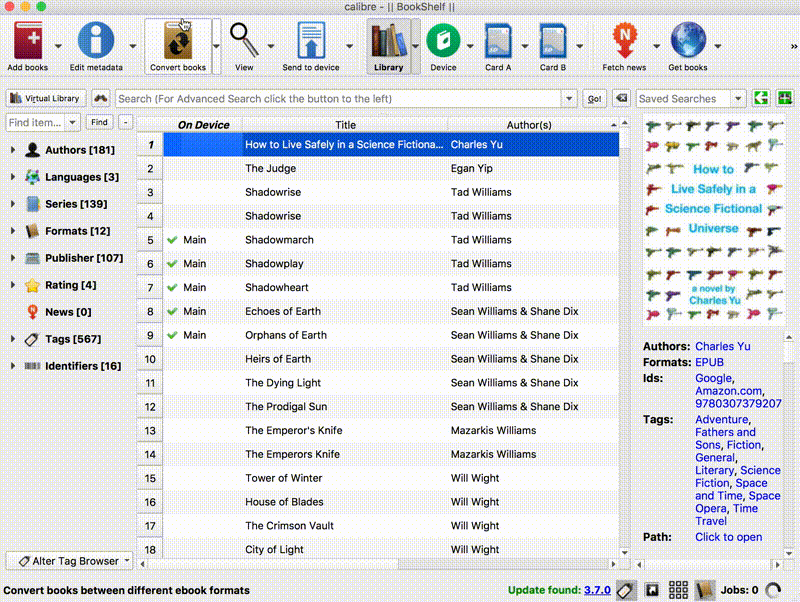 calibre - || BookShelf ||
Add books
Edit metadata
Convert books
View
Send to device
Library
Device
Card A
Card B
Fetch news
Get books
»
Virtual Library
Search (For Advanced Search click the button to the left)
Go!
Saved Searches
Find item...
Find
-
On Device
Title
Author(s)
Authors [181]
Languages [3]
Series [139]
Formats [12]
Publisher [107]
Rating [4]
News [0]
Tags [567]
Identifiers [16]
1 How to Live Safely in a Science Fictiona... Charles Yu
2 The Judge Egan Yip
3 Shadowrise Tad Williams
4 Shadowrise Tad Williams
5 Main Shadowmarch Tad Williams
6 Main Shadowplay Tad Williams
7 Main Shadowheart Tad Williams
8 Main Echoes of Earth Sean Williams & Shane Dix
9 Main Orphans of Earth Sean Williams & Shane Dix
10 Heirs of Earth Sean Williams & Shane Dix
11 The Dying Light Sean Williams & Shane Dix
12 The Prodigal Sun Sean Williams & Shane Dix
13 The Emperor's Knife Mazarkis Williams
14 The Emperors Knife Mazarkis Williams
15 Tower of Winter Will Wight
16 House of Blades Will Wight
17 The Crimson Vault Will Wight
18 City of Light Will Wight
How to
Live Safely in a
Science Fictional
Universe
a novel by
Charles Yu
Authors: Charles Yu
Formats: EPUB
Ids: Google,
Amazon.com,
9780307379207
Tags: Adventure,
Fathers and
Sons, Fiction,
General,
Literary, Science
Fiction, Space
and Time, Space
Opera, Time
Travel
Path: Click to open
Alter Tag Browser
Convert books between different ebook formats
Update found: 3.7.0
Jobs: 0